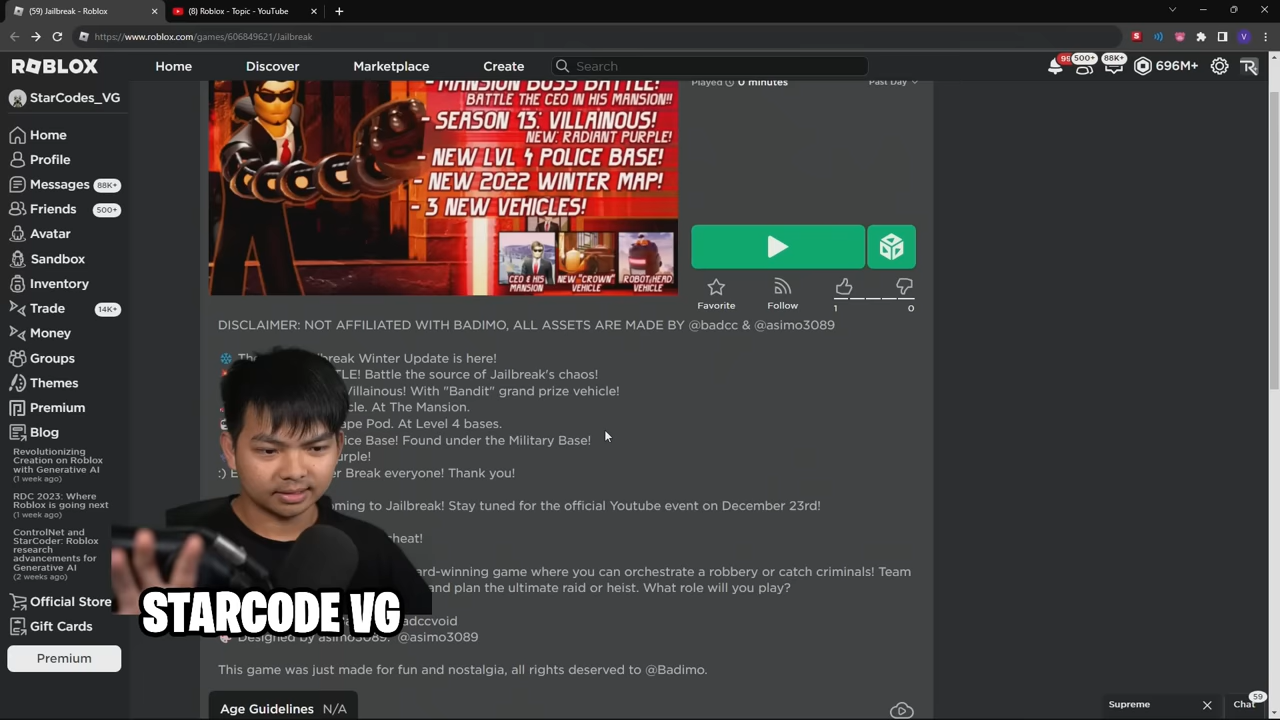 (59) Jailbreak - Roblox
(8) Roblox - Topic - YouTube
https://www.roblox.com/games/606849621/Jailbreak
ROBLOX
Home
Discover
Marketplace
Create
Search
500+
88K+
696M+
StarCodes_VG
Home
Profile
Messages 88K+
Friends 500+
Avatar
Sandbox
Inventory
Trade 14K+
Money
Groups
Themes
Premium
Blog
Revolutionizing
Creation on Roblox
with Generative AI
(1 week ago)
RDC 2023: Where
Roblox is going next
(1 week ago)
ControlNet and
StarCoder: Roblox
research
advancements for
Generative AI
(2 weeks ago)
Official Store
Gift Cards
Premium
- MANSION BOSS BATTLE!
BATTLE THE CEO IN HIS MANSION!!
- SEASON 13: VILLAINOUS!
NEW: RADIANT PURPLE!
- NEW LVL 4 POLICE BASE!
- NEW 2022 WINTER MAP!
- 3 NEW VEHICLES!
CEO & HIS MANSION
NEW "CROWN" VEHICLE
ROBOT HEAD VEHICLE
Played 0 minutes
Past Day
Favorite
Follow
1
0
DISCLAIMER: NOT AFFILIATED WITH BADIMO, ALL ASSETS ARE MADE BY @badcc & @asimo3089
Winter Update is here!
Battle the source of Jailbreak's chaos!
With "Bandit" grand prize vehicle!
At The Mansion.
Pod. At Level 4 bases.
Base! Found under the Military Base!
Break everyone! Thank you!
to Jailbreak! Stay tuned for the official Youtube event on December 23rd!
cheat!
game where you can orchestrate a robbery or catch criminals! Team
and plan the ultimate raid or heist. What role will you play?
Designed by asimo3089: @asimo3089
This game was just made for fun and nostalgia, all rights deserved to @Badimo.
Age Guidelines N/A
STARCODE VG
Supreme
Chat
59